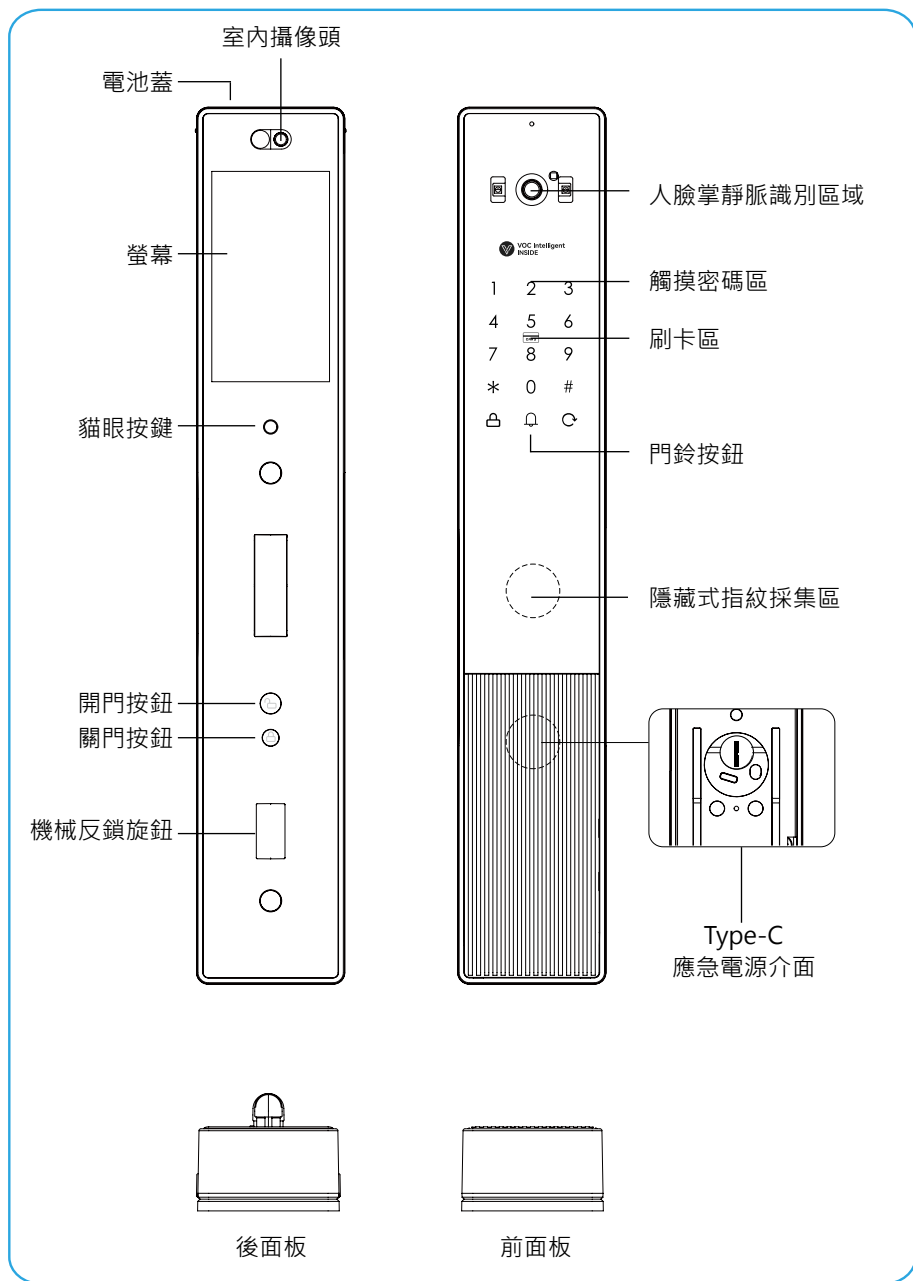 室內攝像頭
電池蓋
螢幕
貓眼按鍵
開門按鈕
關門按鈕
機械反鎖旋鈕
人臉掌靜脈識別區域
VOC Intelligent
INSIDE
觸摸密碼區
1 2 3
4 5 6
刷卡區
7 8 9
* 0 #
門鈴按鈕
隱藏式指紋採集區
Type-C
應急電源介面
後面板
前面板